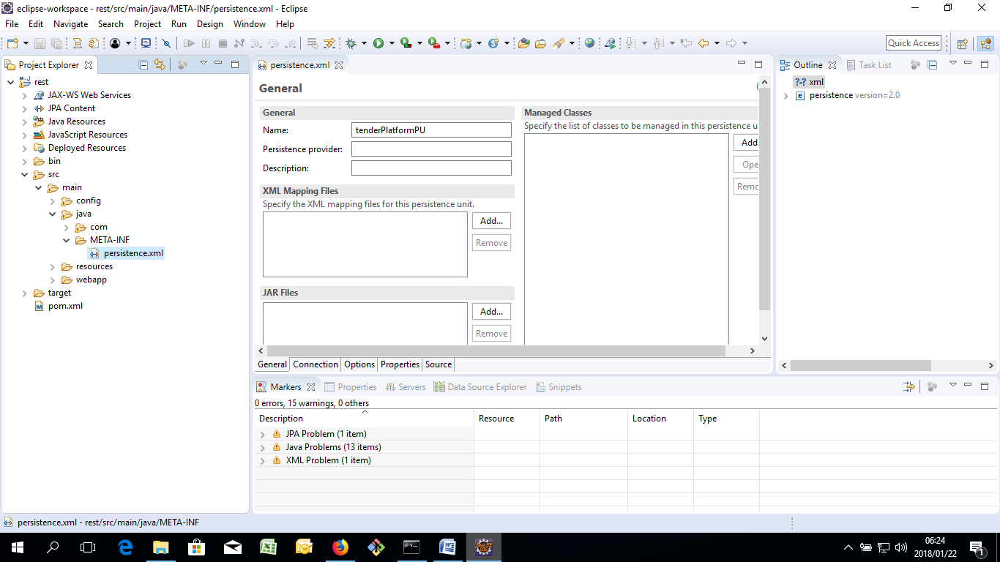 eclipse-workspace - rest/src/main/java/META-INF/persistence.xml - Eclipse
File Edit Navigate Search Project Run Design Window Help
Quick Access
Project Explorer
rest
JAX-WS Web Services
JPA Content
Java Resources
JavaScript Resources
Deployed Resources
bin
src
main
config
java
com
META-INF
persistence.xml
resources
webapp
target
pom.xml
persistence.xml
General
General
Name: tenderPlatformPU
Persistence provider:
Description:
XML Mapping Files
Specify the XML mapping files for this persistence unit.
Add...
Remove
JAR Files
Add...
Remove
Managed Classes
Specify the list of classes to be managed in this persistence u
Add
Ope
Remo
General Connection Options Properties Source
Outline Task List
?-? xml
e persistence version=2.0
Markers Properties Servers Data Source Explorer Snippets
0 errors, 15 warnings, 0 others
Description Resource Path Location Type
JPA Problem (1 item)
Java Problems (13 items)
XML Problem (1 item)
persistence.xml - rest/src/main/java/META-INF
06:24
2018/01/22
1